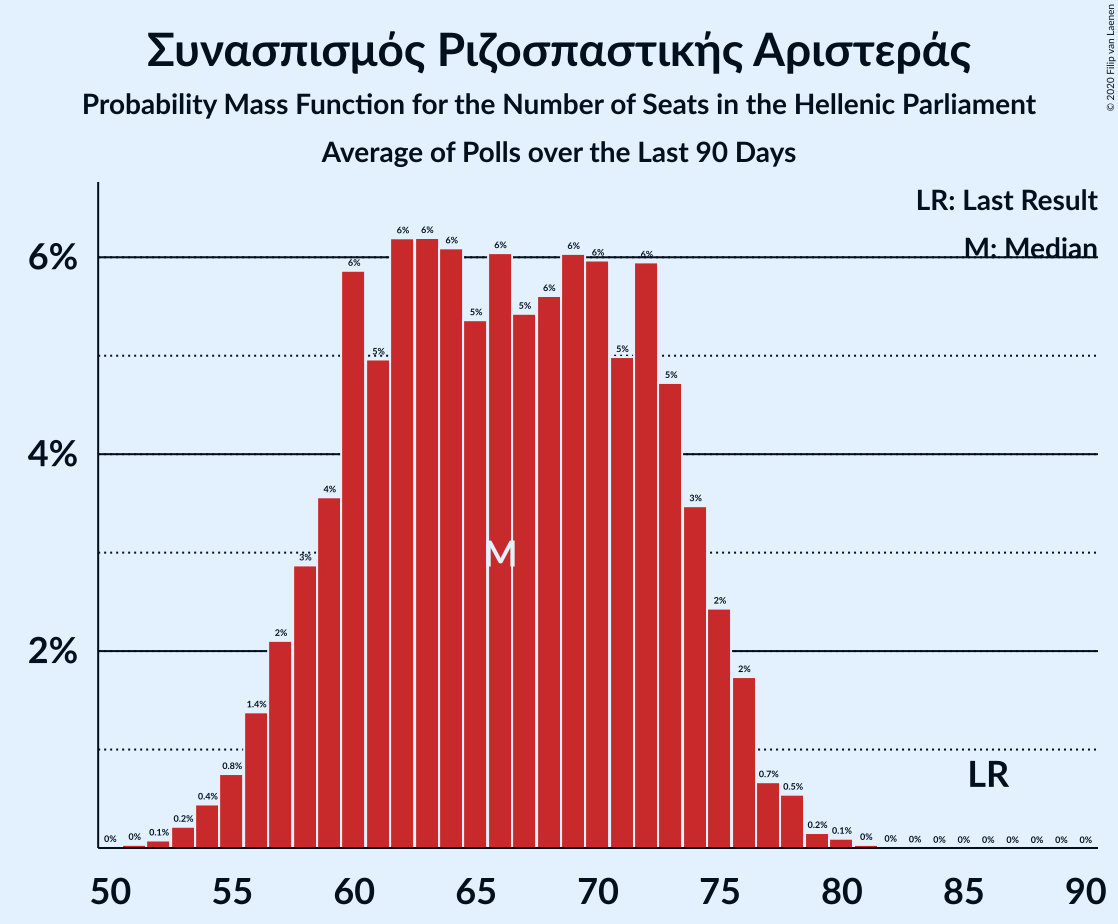 Συνασπισμός Ριζοσπαστικής Αριστεράς
Probability Mass Function for the Number of Seats in the Hellenic Parliament
Average of Polls over the Last 90 Days
© 2020 Filip van Laenen
LR: Last Result
M: Median
6%
4%
2%
0% 0% 0.1% 0.2% 0.4% 0.8% 1.4% 2% 3% 4% 6% 5% 6% 6% 6% 5% 6% 5% 6% 6% 6% 5% 6% 5% 3% 2% 2% 0.7% 0.5% 0.2% 0.1% 0% 0% 0% 0% 0% 0% 0% 0% 0% 0%
M
LR
50 55 60 65 70 75 80 85 90